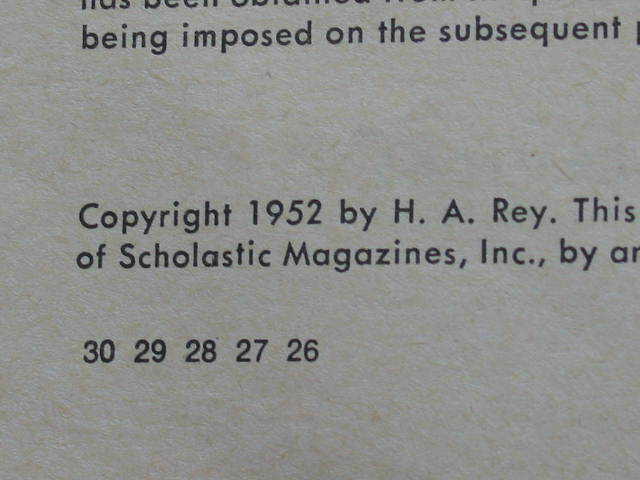 being imposed on the subsequent
Copyright 1952 by H. A. Rey. This
of Scholastic Magazines, Inc., by
30 29 28 27 26